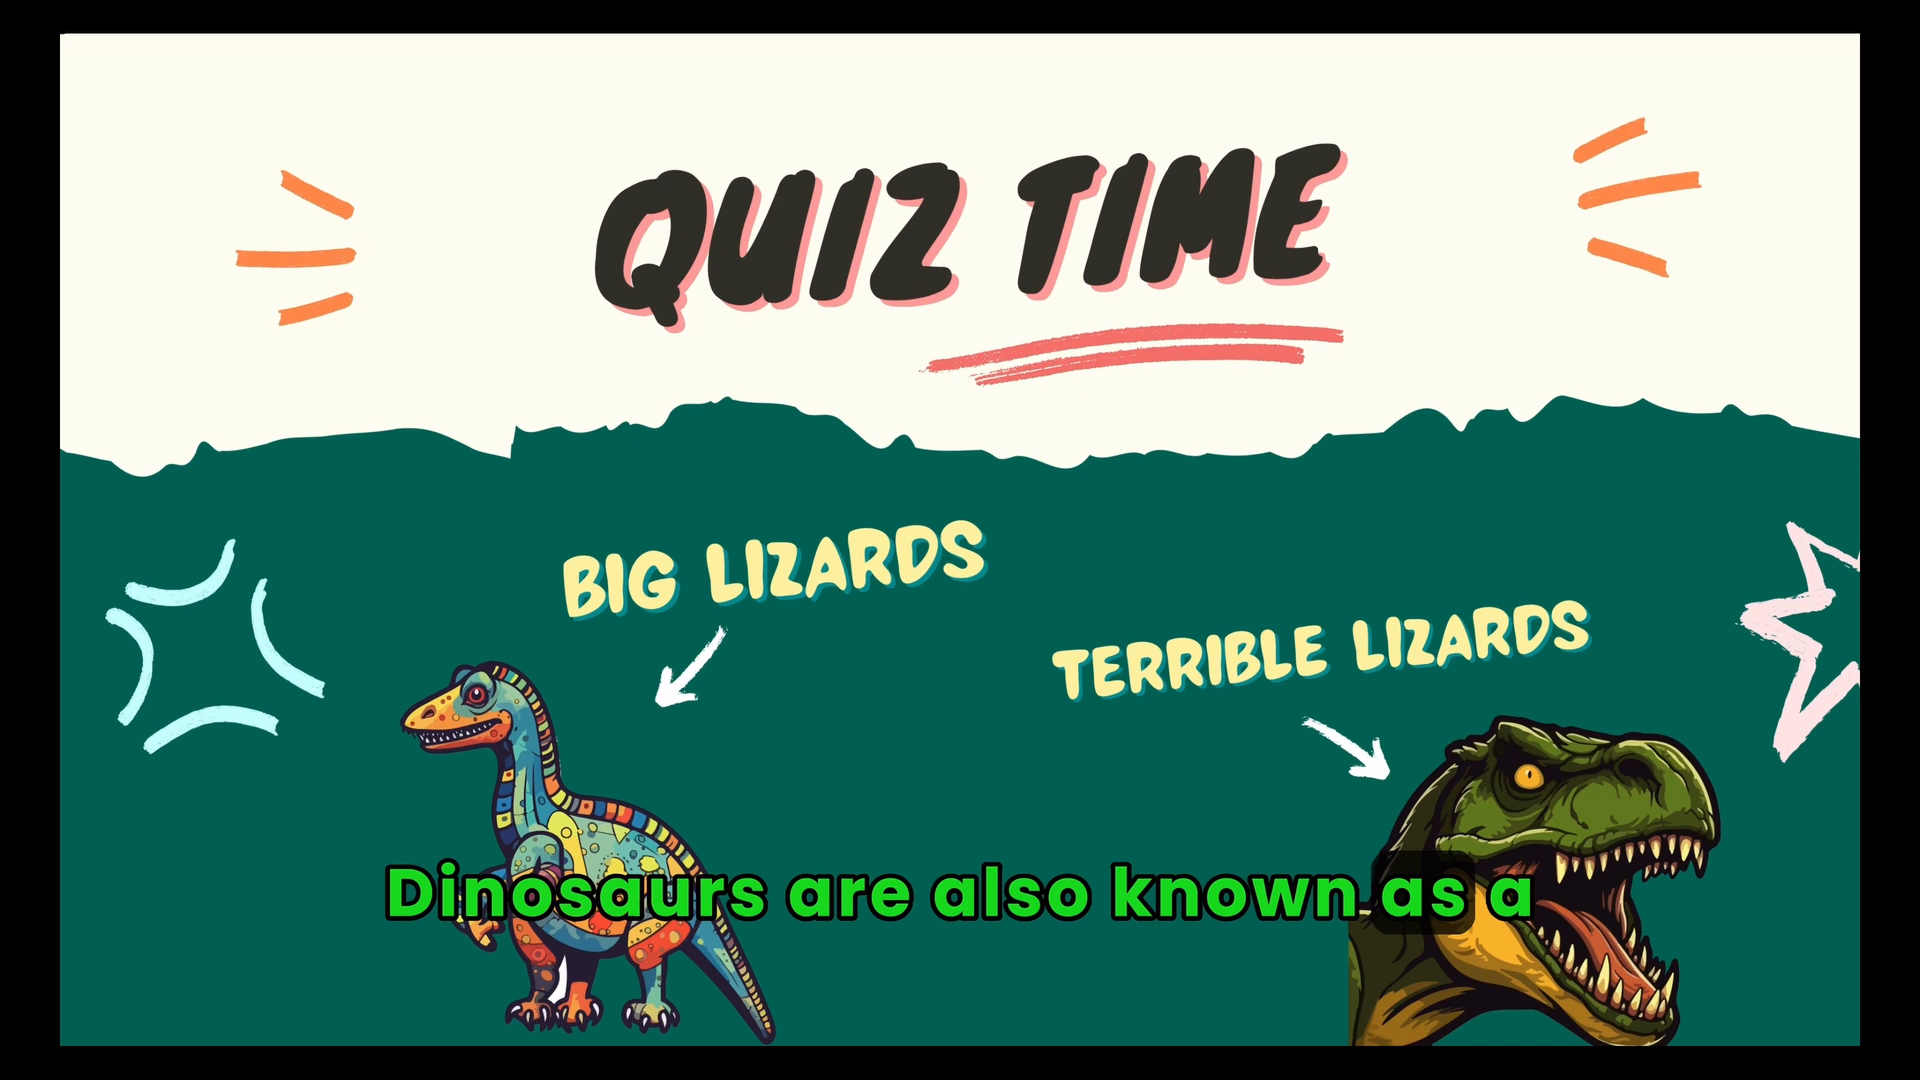 QUIZ TIME
BIG LIZARDS
TERRIBLE LIZARDS
Dinosaurs are also known as a